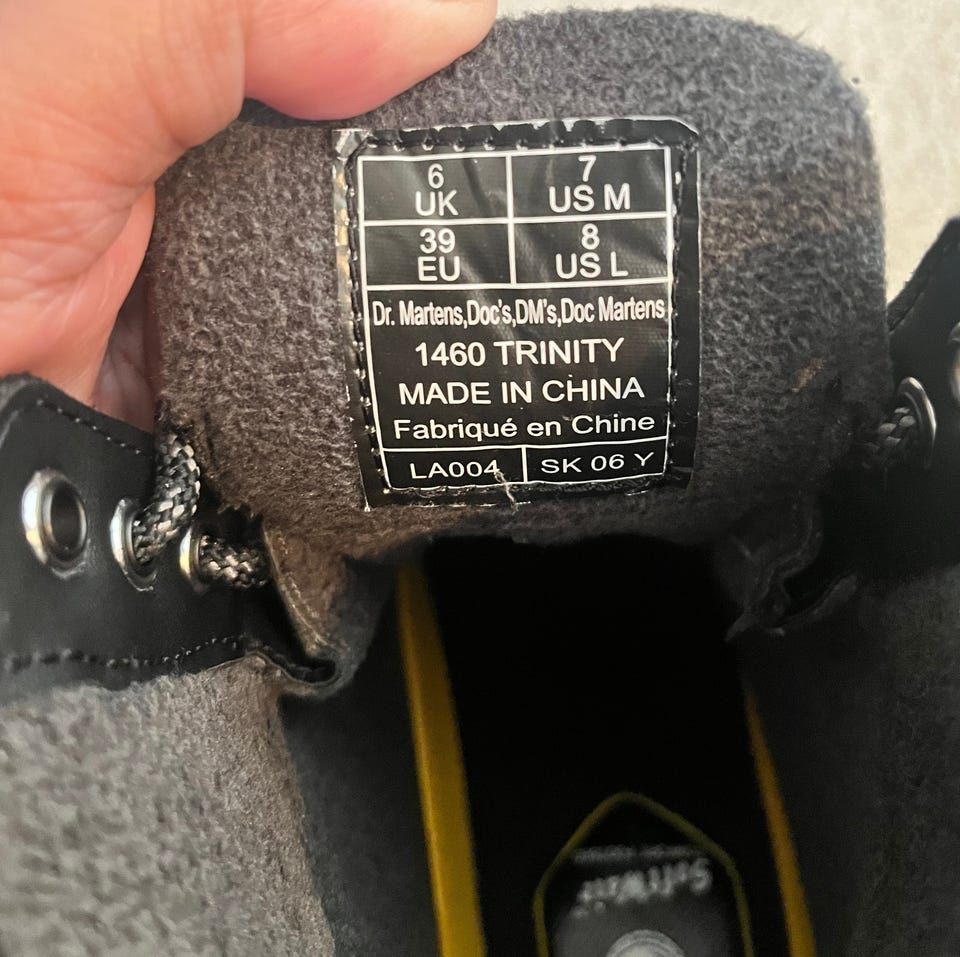 6 7
UK US M
39 8
EU US L
Dr. Martens,Doc's,DM's,Doc Martens
1460 TRINITY
MADE IN CHINA
Fabriqué en Chine
LA004 SK 06 Y
SoftWair